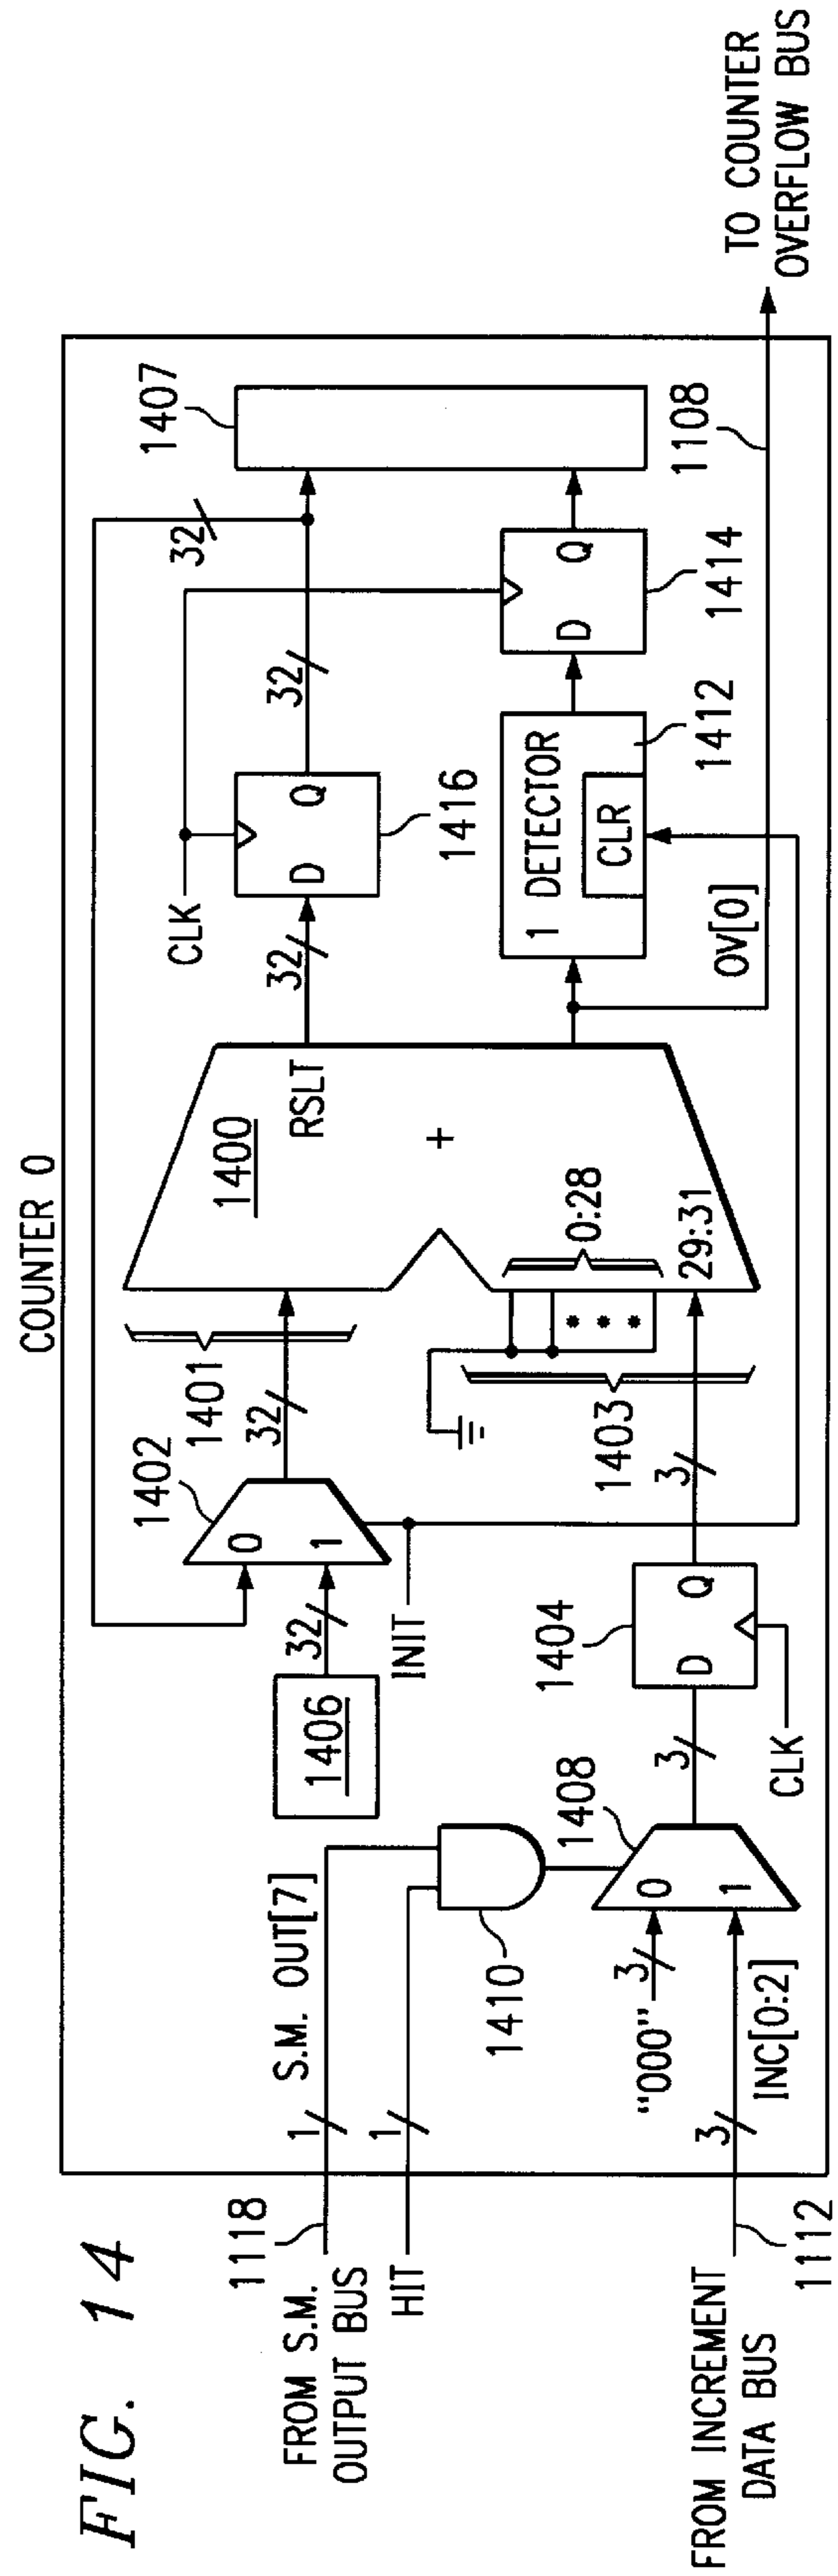 FIG. 14
COUNTER 0
FROM S.M.
OUTPUT BUS
1118
1
S.M. OUT[7]
HIT
1
1410
FROM INCREMENT
DATA BUS
1112
3
INC[0:2]
"000"
3
0
1
1408
3
CLK
D
Q
1404
3
1406
32
INIT
0
1
1402
32
1401
1403
0:28
29:31
1400
+
RSLT
32
CLK
D
Q
1416
32
32
1 DETECTOR
CLR
1412
OV[0]
D
Q
1414
1407
1108
TO COUNTER
OVERFLOW BUS